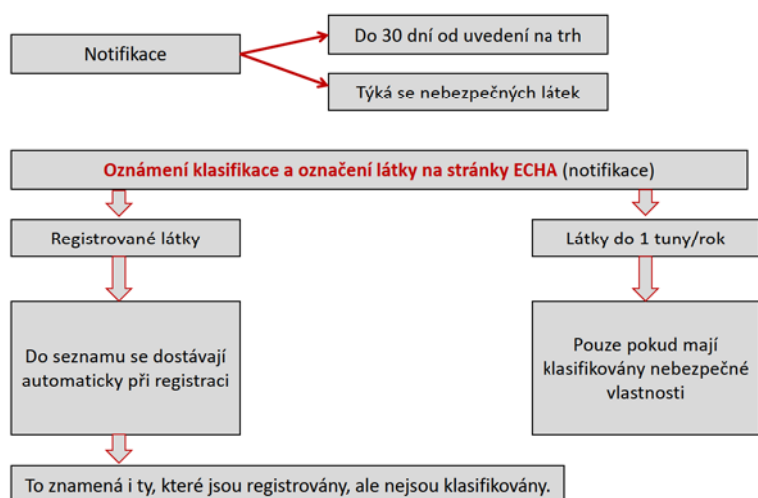 Notifikace
Do 30 dní od uvedení na trh
Týká se nebezpečných látek
Oznámení klasifikace a označení látky na stránky ECHA (notifikace)
Registrované látky
Látky do 1 tuny/rok
Do seznamu se dostávají
automaticky při registraci
Pouze pokud mají
klasifikovány nebezpečné
vlastnosti
To znamená i ty, které jsou registrovány, ale nejsou klasifikovány.